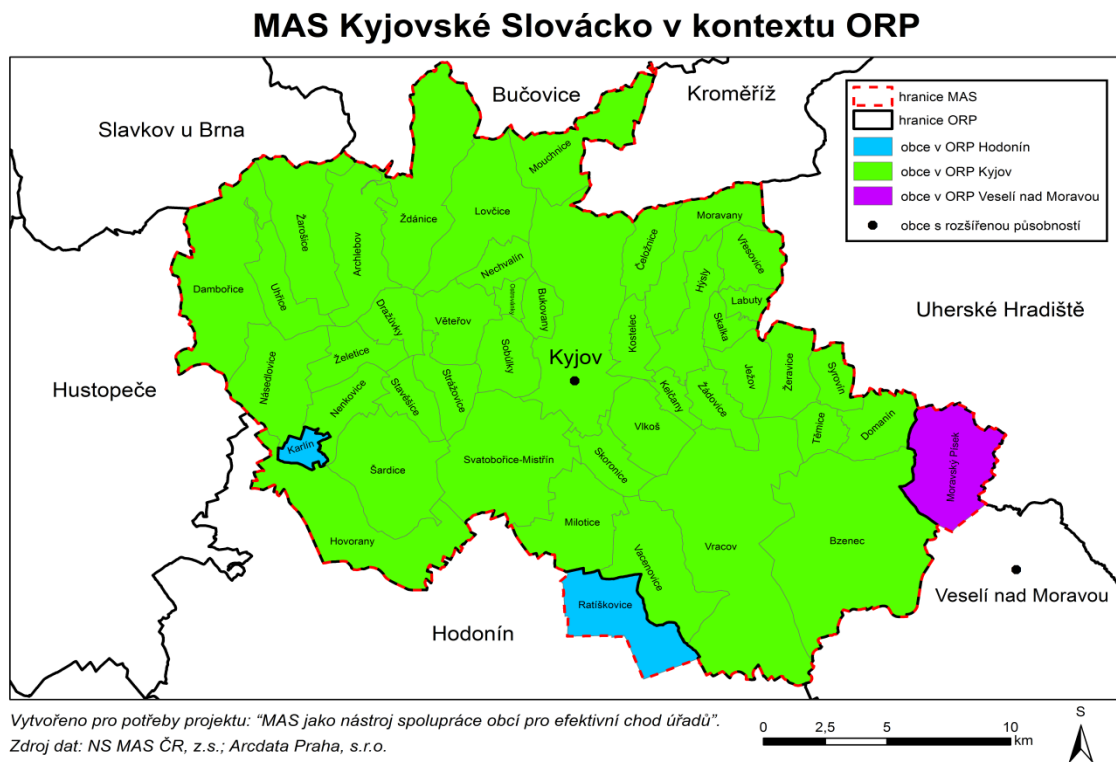 MAS Kyjovské Slovácko v kontextu ORP
Bučovice
Kroměříž
Slavkov u Brna
hranice MAS
hranice ORP
obce v ORP Hodonín
obce v ORP Kyjov
obce v ORP Veselí nad Moravou
obce s rozšířenou působností
Mouchnice
Lovčice
Ždánice
Žarošice
Archlebov
Moravany
Čeložnice
Vřesovice
Hýsly
Nechvalín
Ostrovánky
Bukovany
Dambořice
Uhřice
Labuty
Uherské Hradiště
Dražůvky
Věteřov
Skalka
Kostelec
Sobůlky
Želetice
Kyjov
Násedlovice
Ježov
Žeravice
Syrovín
Hustopeče
Nenkovice
Stavěšice
Strážovice
Kelčany
Žádovice
Vlkoš
Těmice
Domanín
Karlín
Skoronice
Šardice
Svatobořice-Mistřín
Moravský Písek
Milotice
Hovorany
Vacenovice
Vracov
Bzenec
Ratíškovice
Veselí nad Moravou
Hodonín
Vytvořeno pro potřeby projektu: “MAS jako nástroj spolupráce obcí pro efektivní chod úřadů”.
Zdroj dat: NS MAS ČR, z.s.; Arcdata Praha, s.r.o.
0 2,5 5 10
km
S